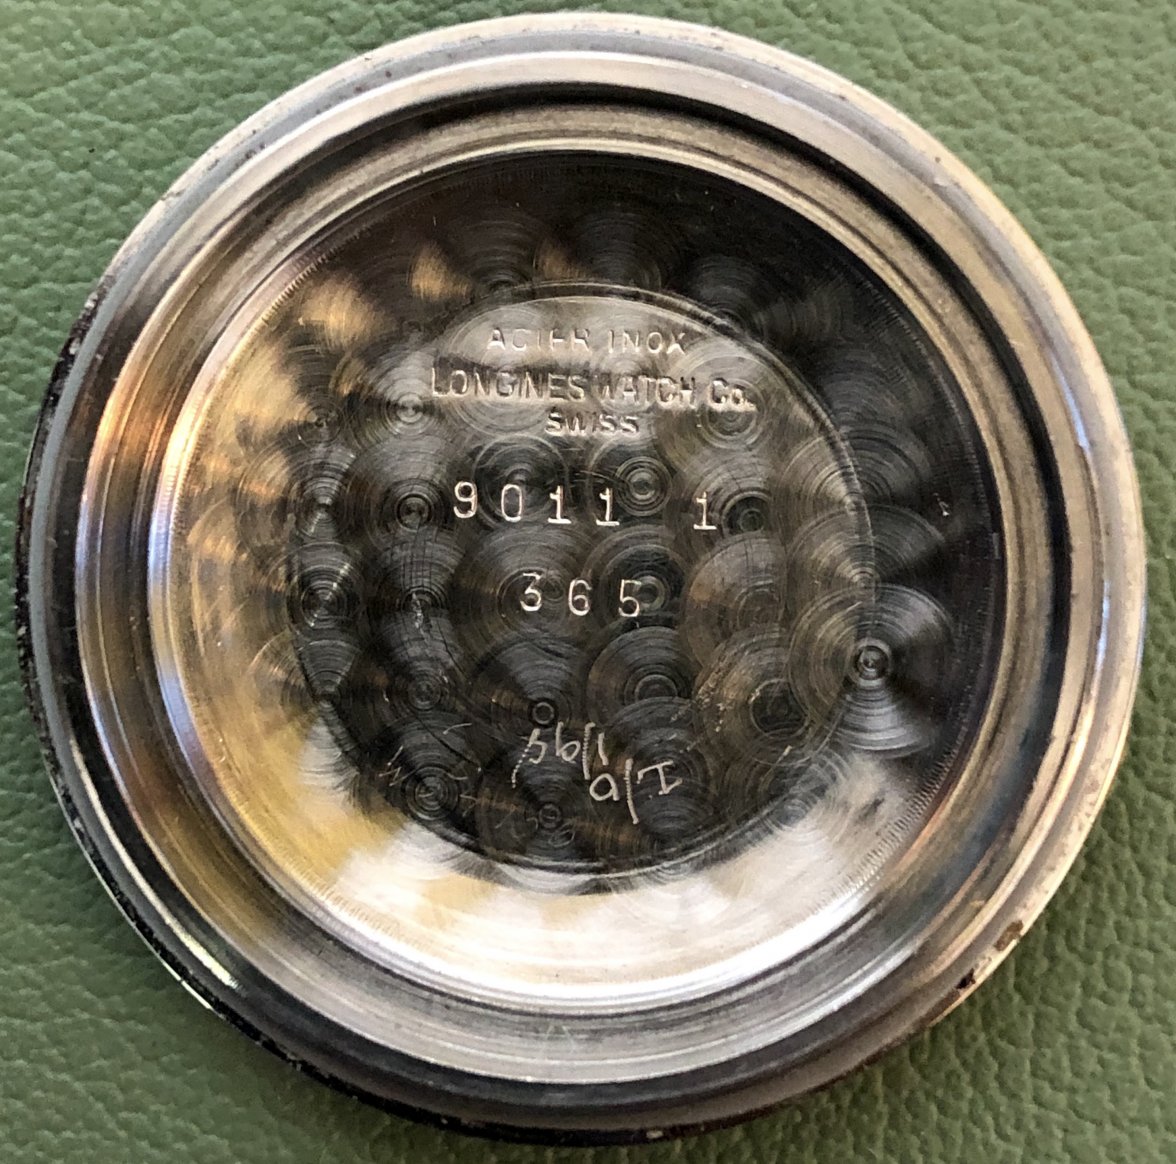 ACIER INOX
LONGINES WATCH Co.
SWISS
9011 1
365